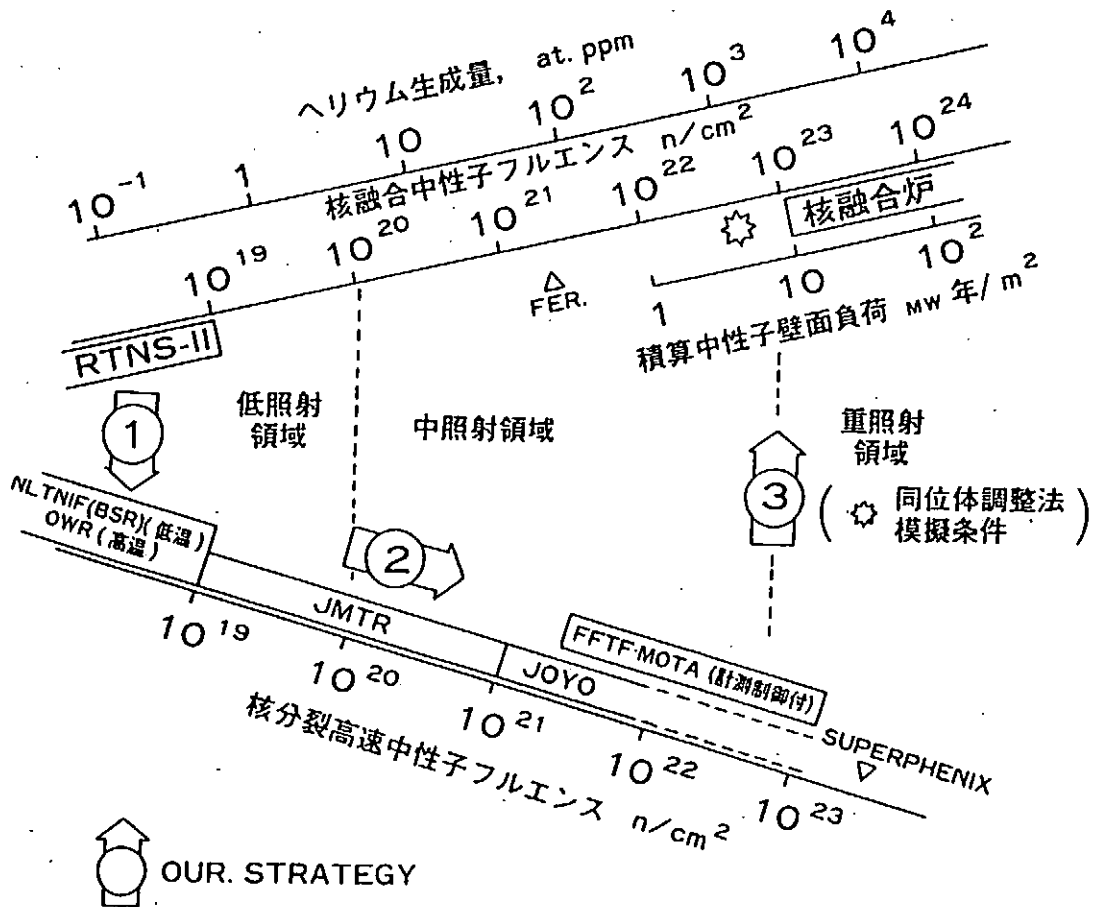 ヘリウム生成量, at. ppm
10⁻¹ 1 10 10² 10³ 10⁴
核融合中性子フルエンス n/cm²
10¹⁹ 10²⁰ 10²¹ 10²² 10²³ 10²⁴
核融合炉
FER.
1 10 10²
積算中性子壁面負荷 MW 年/m²
RTNS-II
①
低照射
領域
中照射領域
重照射
領域
③
( 同位体調整法
模擬条件 )
NLTNIF(BSR)(低温)
OWR (高温)
②
JMTR
JOYO
FFTF·MOTA (計測制御付)
SUPERPHENIX
10¹⁹ 10²⁰ 10²¹ 10²² 10²³
核分裂高速中性子フルエンス n/cm²
OUR. STRATEGY